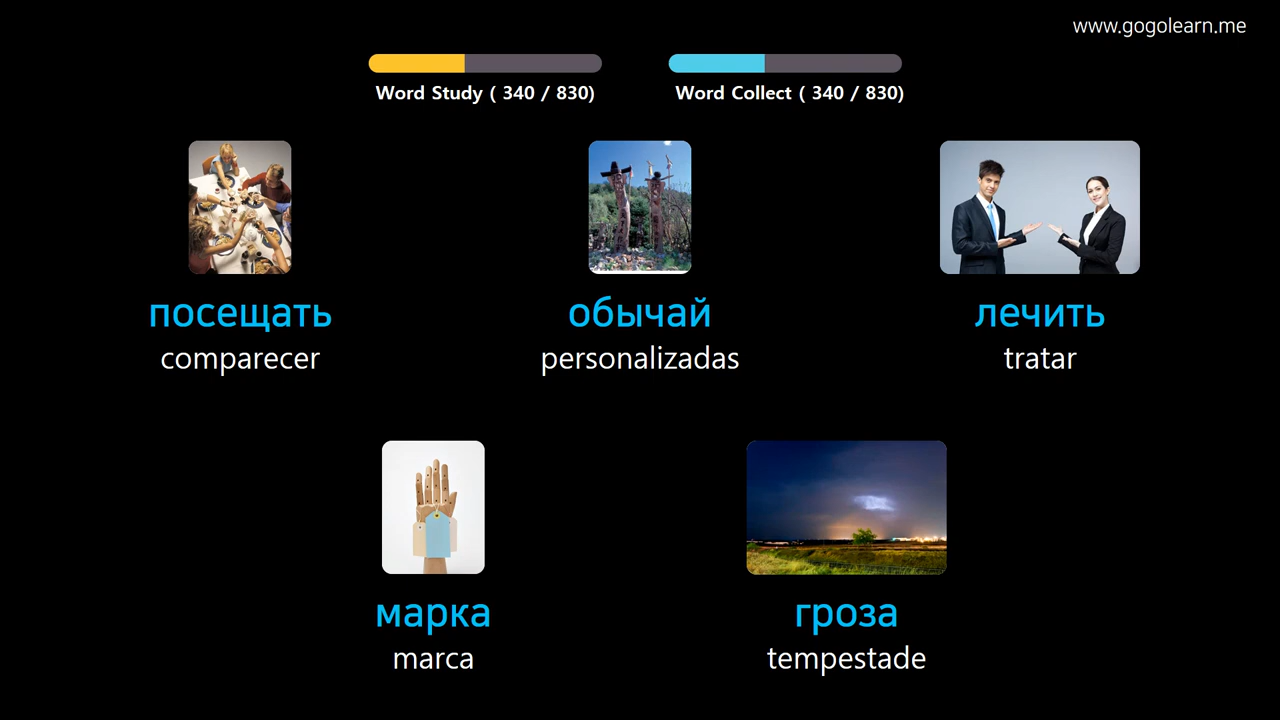 www.gogolearn.me
Word Study ( 340 / 830)
Word Collect ( 340 / 830)
посещать
comparecer
обычай
personalizadas
лечить
tratar
марка
marca
гроза
tempestade